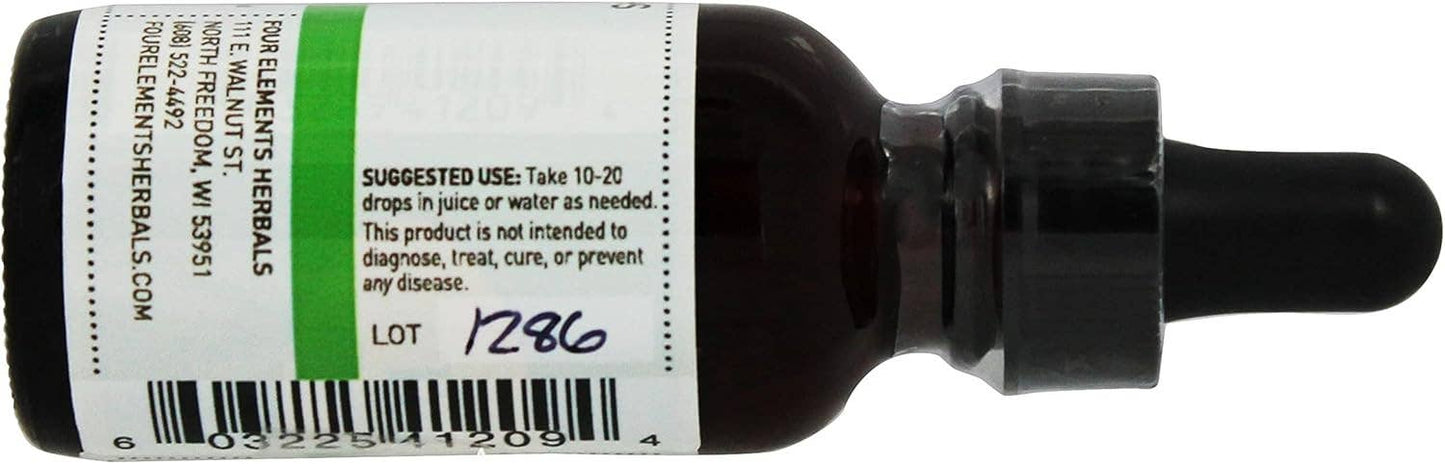 SUGGESTED USE: Take 10-20
drops in juice or water as needed.
This product is not intended to
diagnose, treat, cure, or prevent
any disease.
LOT 1286
FOUR ELEMENTS HERBALS
111 E. WALNUT ST.
NORTH FREEDOM, WI 53951
(608) 522-4492
FOURELEMENTSHERBALS.COM
6 03225 41209 4